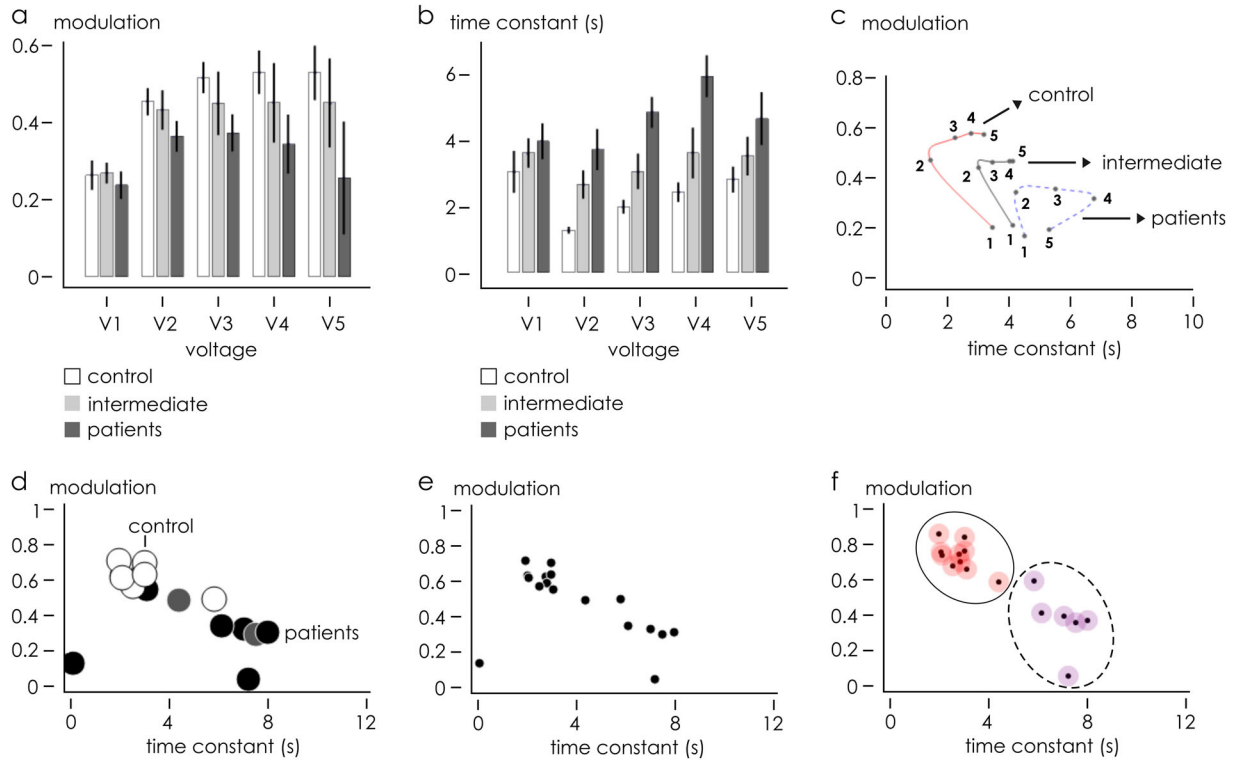 a modulation
0.6
0.4
0.2
0
V1 V2 V3 V4 V5
voltage
control
intermediate
patients
b time constant (s)
6
4
2
0
V1 V2 V3 V4 V5
voltage
control
intermediate
patients
c modulation
0.8
0.6
0.4
0.2
0
control
intermediate
patients
3 4 5
2
1
2 3 4 5
1
2 3 4
1 5
0 2 4 6 8 10
time constant (s)
d modulation
1
0.8
0.6
0.4
0.2
0
control
patients
0 4 8 12
time constant (s)
e modulation
1
0.8
0.6
0.4
0.2
0
0 4 8 12
time constant (s)
f modulation
1
0.8
0.6
0.4
0.2
0
0 4 8 12
time constant (s)